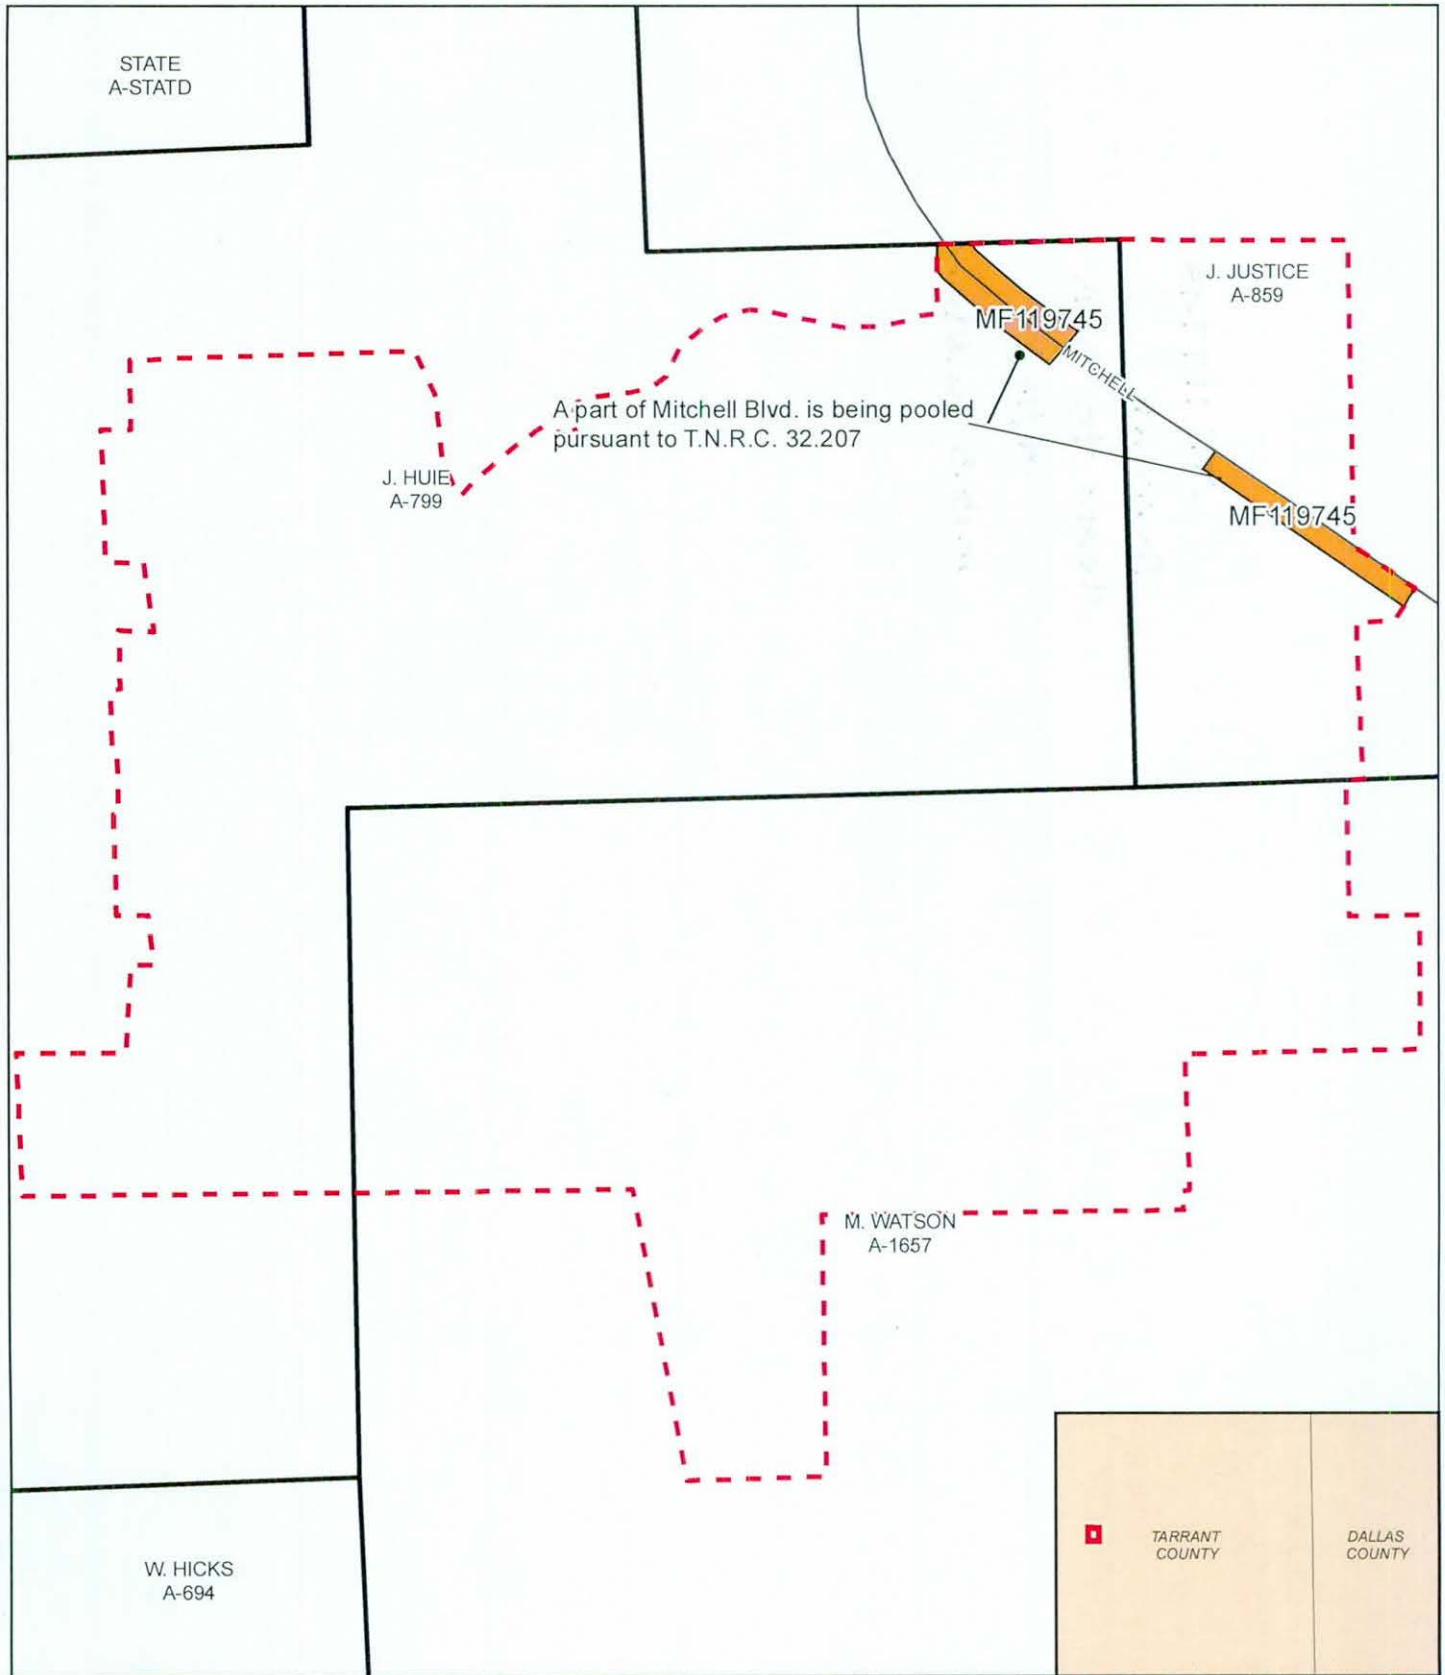 STATE
A-STATD
J. JUSTICE
A-859
MF119745
MITCHELL
A part of Mitchell Blvd. is being pooled
pursuant to T.N.R.C. 32.207
J. HUIE
A-799
MF119745
M. WATSON
A-1657
TARRANT
COUNTY
DALLAS
COUNTY
W. HICKS
A-694